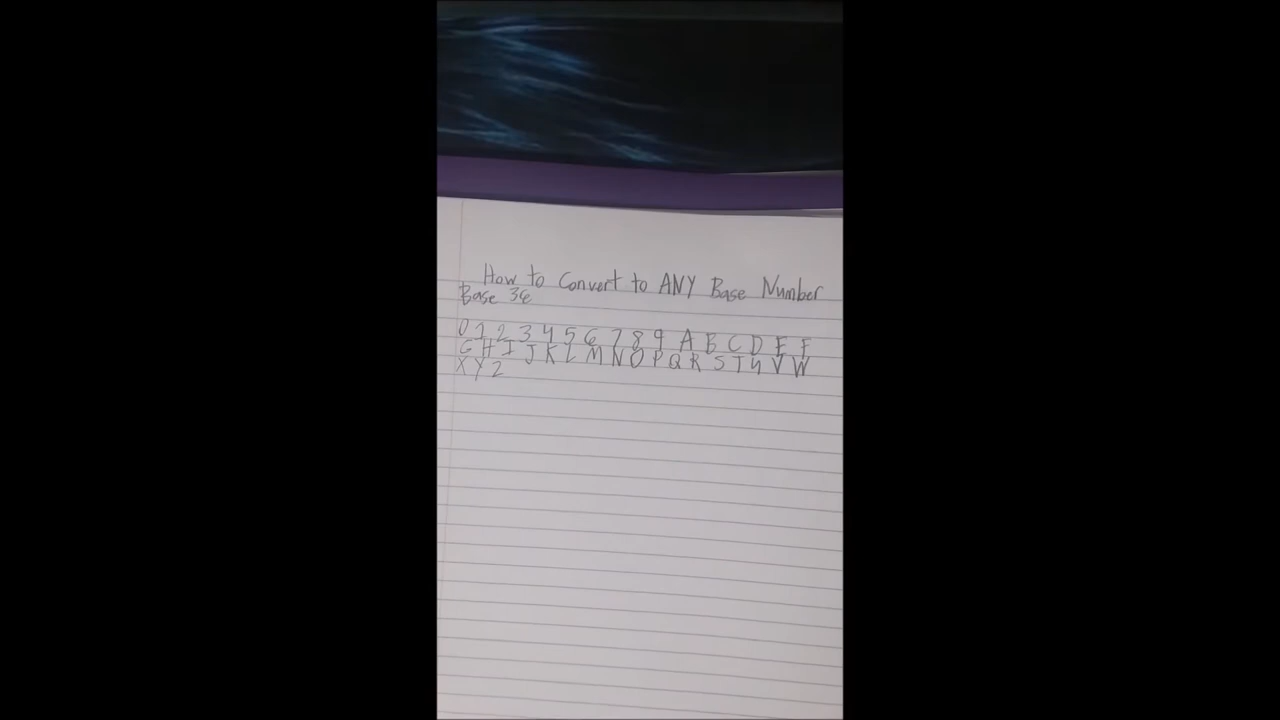 How to Convert to ANY Base Number
Base 36
0 1 2 3 4 5 6 7 8 9 A B C D E F
G H I J K L M N O P Q R S T U V W
X Y Z